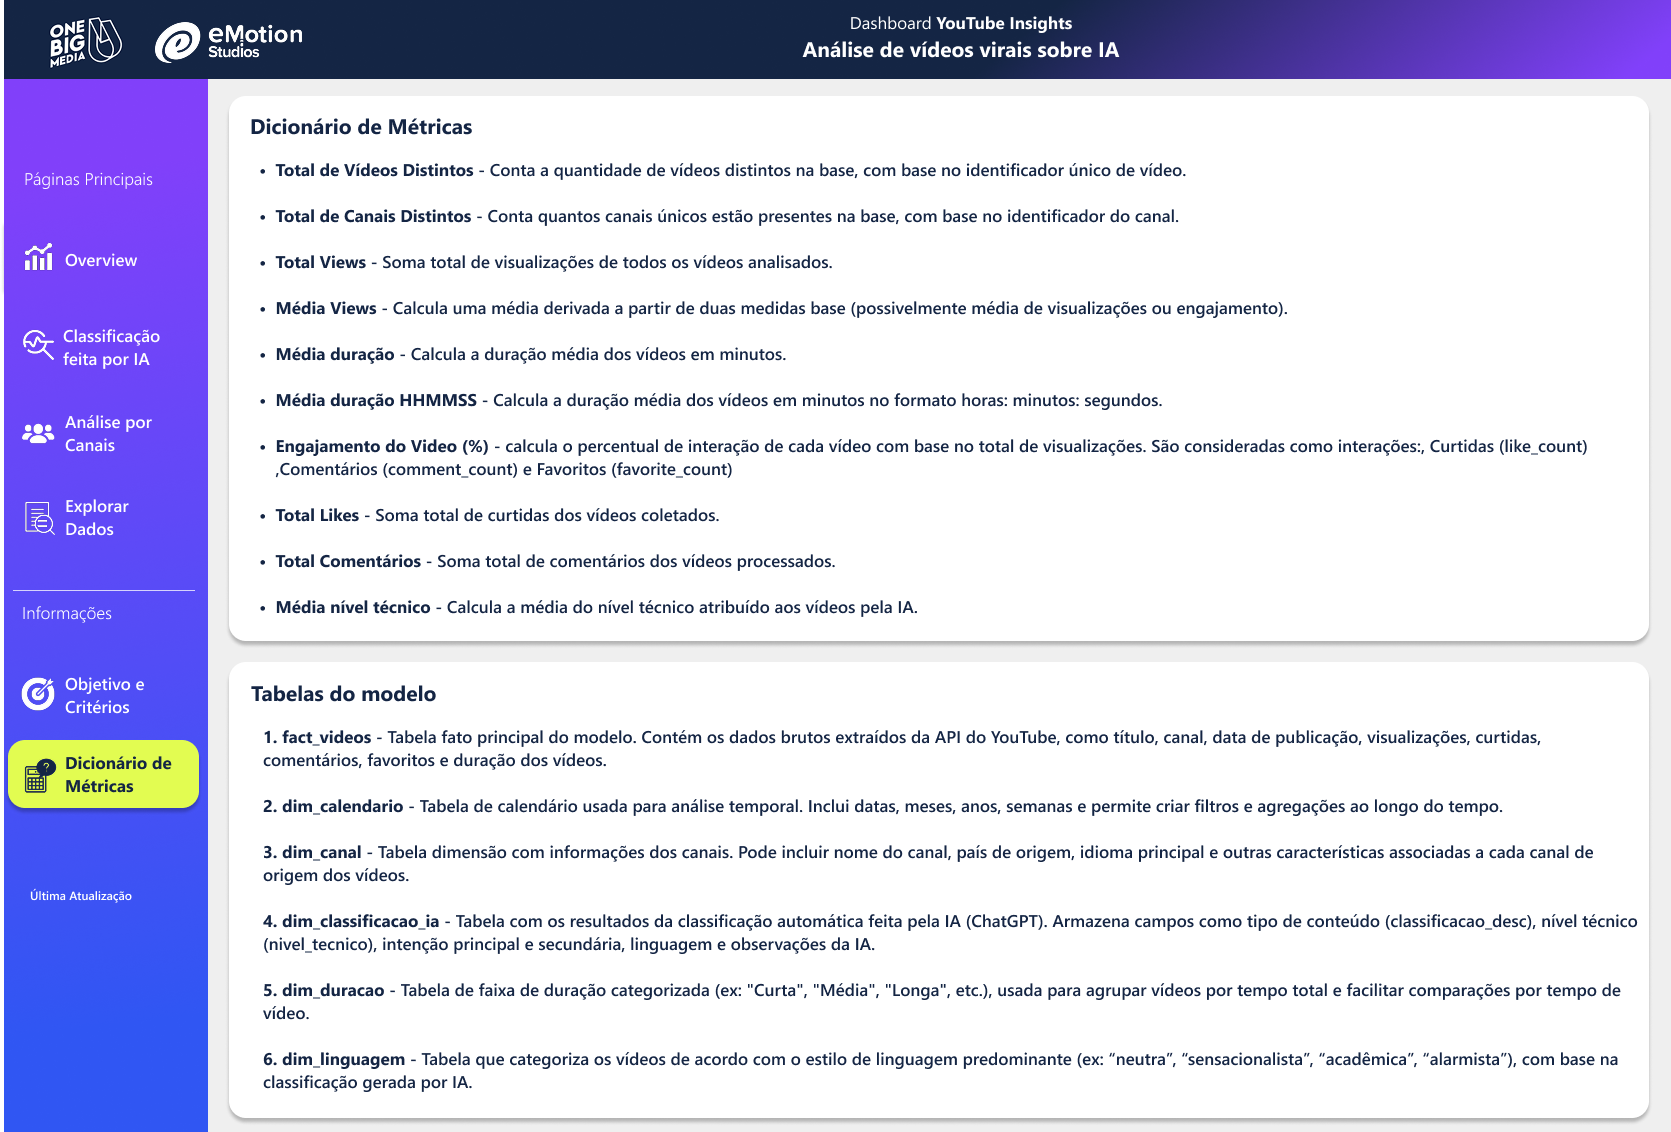 ONE
BIG
MEDIA
eMotion
Studios
Dashboard YouTube Insights
Análise de vídeos virais sobre IA
Páginas Principais
Overview
Classificação
feita por IA
Análise por
Canais
Explorar
Dados
Informações
Objetivo e
Critérios
?
Dicionário de
Métricas
Última Atualização
Dicionário de Métricas
• Total de Vídeos Distintos - Conta a quantidade de vídeos distintos na base, com base no identificador único de vídeo.
• Total de Canais Distintos - Conta quantos canais únicos estão presentes na base, com base no identificador do canal.
• Total Views - Soma total de visualizações de todos os vídeos analisados.
• Média Views - Calcula uma média derivada a partir de duas medidas base (possivelmente média de visualizações ou engajamento).
• Média duração - Calcula a duração média dos vídeos em minutos.
• Média duração HHMMSS - Calcula a duração média dos vídeos em minutos no formato horas: minutos: segundos.
• Engajamento do Video (%) - calcula o percentual de interação de cada vídeo com base no total de visualizações. São consideradas como interações:, Curtidas (like_count)
,Comentários (comment_count) e Favoritos (favorite_count)
• Total Likes - Soma total de curtidas dos vídeos coletados.
• Total Comentários - Soma total de comentários dos vídeos processados.
• Média nível técnico - Calcula a média do nível técnico atribuído aos vídeos pela IA.
Tabelas do modelo
1. fact_videos - Tabela fato principal do modelo. Contém os dados brutos extraídos da API do YouTube, como título, canal, data de publicação, visualizações, curtidas,
comentários, favoritos e duração dos vídeos.
2. dim_calendario - Tabela de calendário usada para análise temporal. Inclui datas, meses, anos, semanas e permite criar filtros e agregações ao longo do tempo.
3. dim_canal - Tabela dimensão com informações dos canais. Pode incluir nome do canal, país de origem, idioma principal e outras características associadas a cada canal de
origem dos vídeos.
4. dim_classificacao_ia - Tabela com os resultados da classificação automática feita pela IA (ChatGPT). Armazena campos como tipo de conteúdo (classificacao_desc), nível técnico
(nivel_tecnico), intenção principal e secundária, linguagem e observações da IA.
5. dim_duracao - Tabela de faixa de duração categorizada (ex: "Curta", "Média", "Longa", etc.), usada para agrupar vídeos por tempo total e facilitar comparações por tempo de
vídeo.
6. dim_linguagem - Tabela que categoriza os vídeos de acordo com o estilo de linguagem predominante (ex: “neutra”, “sensacionalista”, “acadêmica”, “alarmista”), com base na
classificação gerada por IA.